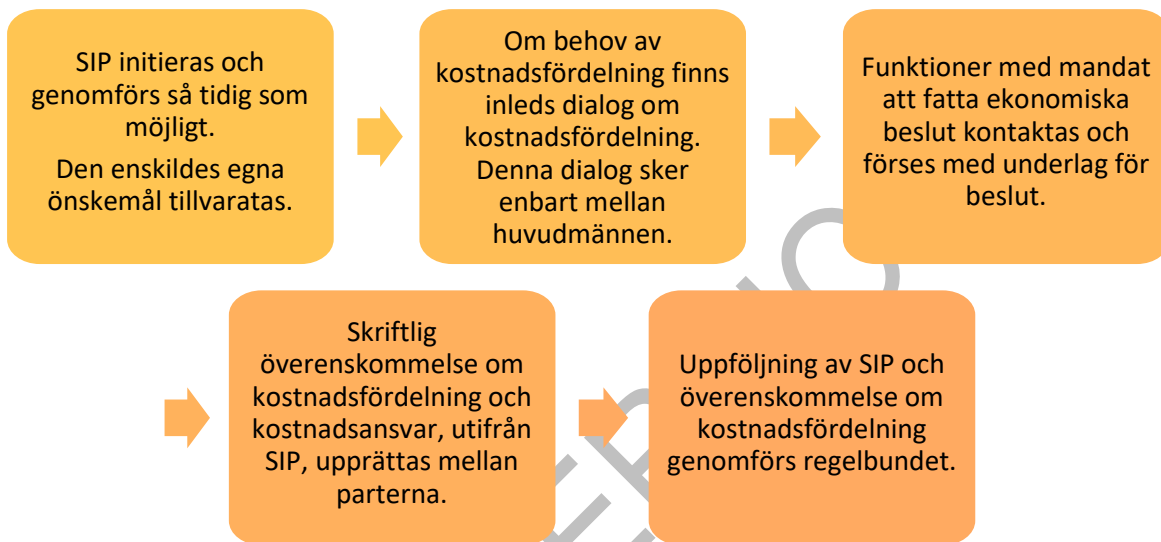 SIP initieras och
genomförs så tidig som
möjligt.
Den enskildes egna
önskemål tillvaratas.
Om behov av
kostnadsfördelning finns
inleds dialog om
kostnadsfördelning.
Denna dialog sker
enbart mellan
huvudmännen.
Funktioner med mandat
att fatta ekonomiska
beslut kontaktas och
förses med underlag för
beslut.
Skriftlig
överenskommelse om
kostnadsfördelning och
kostnadsansvar, utifrån
SIP, upprättas mellan
parterna.
Uppföljning av SIP och
överenskommelse om
kostnadsfördelning
genomförs regelbundet.